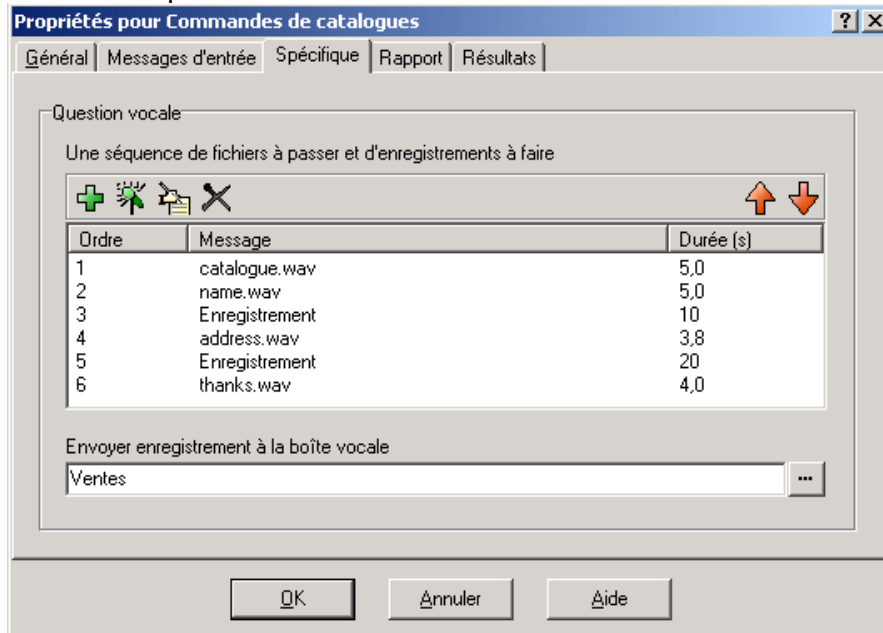 Propriétés pour Commandes de catalogues
Général Messages d'entrée Spécifique Rapport Résultats
Question vocale
Une séquence de fichiers à passer et d'enregistrements à faire
Ordre Message Durée (s)
1 catalogue.wav 5,0
2 name.wav 5,0
3 Enregistrement 10
4 address.wav 3,8
5 Enregistrement 20
6 thanks.wav 4,0
Envoyer enregistrement à la boîte vocale
Ventes ...
OK Annuler Aide